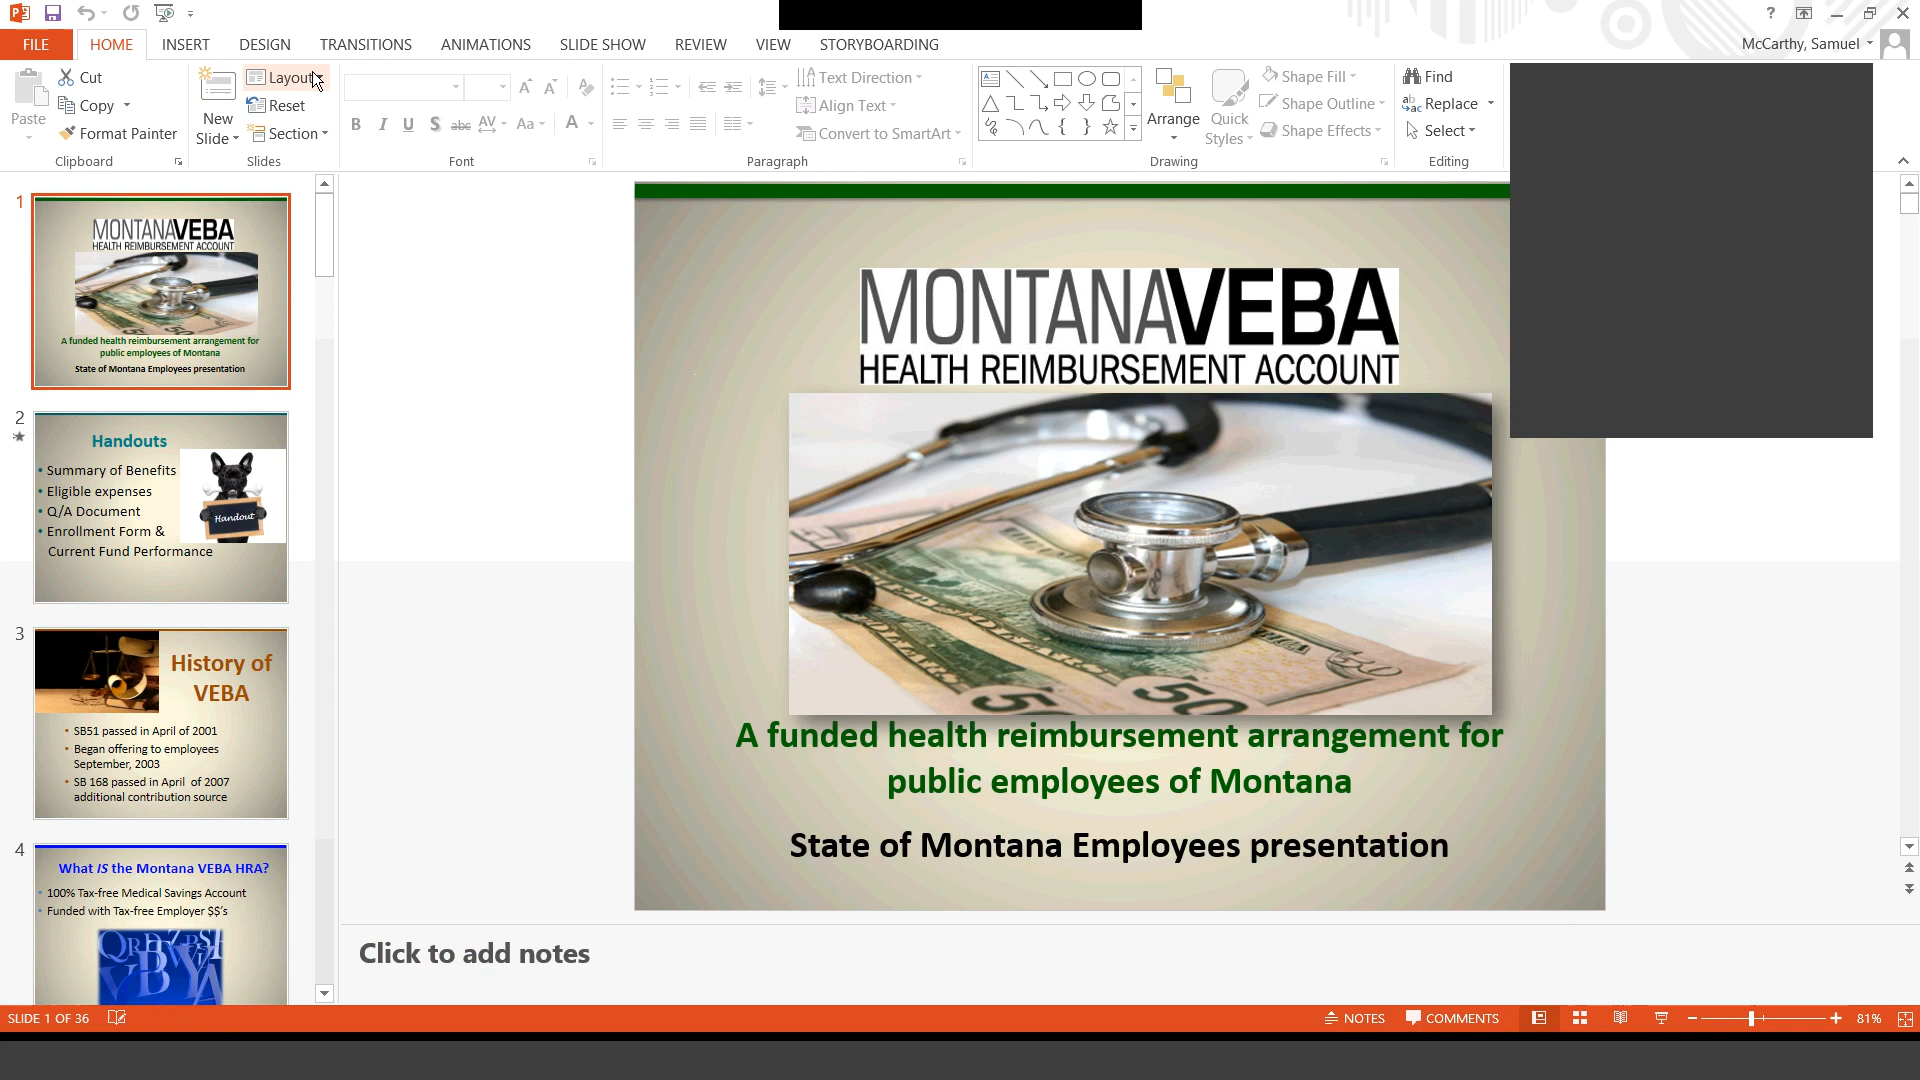 FILE HOME INSERT DESIGN TRANSITIONS ANIMATIONS SLIDE SHOW REVIEW VIEW STORYBOARDING
McCarthy, Samuel
Paste
Cut
Copy
Format Painter
Clipboard
New
Slide
Layout
Reset
Section
Slides
Font
Text Direction
Align Text
Convert to SmartArt
Paragraph
Arrange
Quick
Styles
Shape Fill
Shape Outline
Shape Effects
Drawing
Find
Replace
Select
Editing
1
MONTANAVEBA
HEALTH REIMBURSEMENT ACCOUNT
A funded health reimbursement arrangement for
public employees of Montana
State of Montana Employees presentation
2
Handouts
• Summary of Benefits
• Eligible expenses
• Q/A Document
• Enrollment Form &
Current Fund Performance
Handout
3
History of
VEBA
• SB51 passed in April of 2001
• Began offering to employees
September, 2003
• SB 168 passed in April of 2007
additional contribution source
4
What IS the Montana VEBA HRA?
• 100% Tax-free Medical Savings Account
• Funded with Tax-free Employer $$'s
MONTANAVEBA
HEALTH REIMBURSEMENT ACCOUNT
50
50
A funded health reimbursement arrangement for
public employees of Montana
State of Montana Employees presentation
Click to add notes
SLIDE 1 OF 36
NOTES
COMMENTS
81%